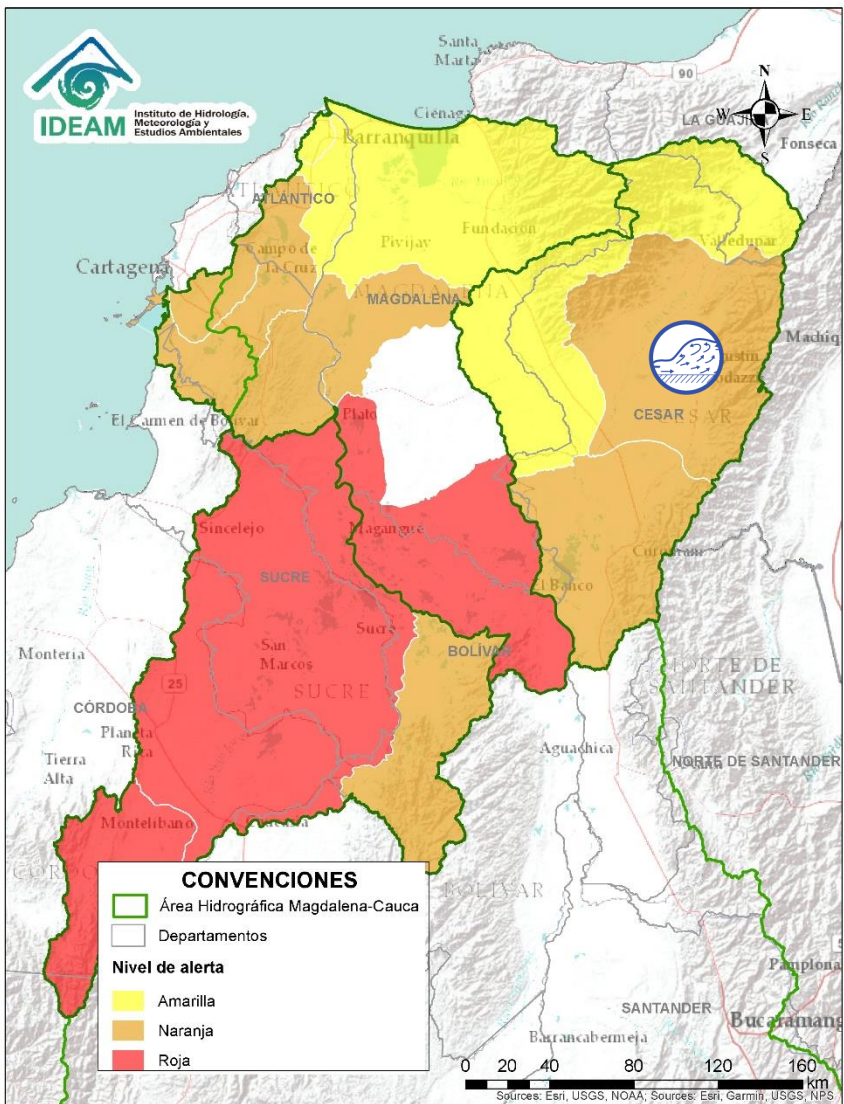 IDEAM
Instituto de Hidrología,
Meteorología y
Estudios Ambientales
Santa
Marta
90
N
W
E
S
LA GUAJIRA
Ciénaga
Barranquilla
Fonseca
ATLÁNTICO
Pivijay
Fundación
Valledupar
Campo de
la Cruz
Cartagena
MAGDALENA
CESAR
El Carmen de Bolívar
Plato
Sincelejo
Magangué
SUCRE
El Banco
Sucre
San
Marcos
BOLÍVAR
SUCRE
Montería
25
CÓRDOBA
Planeta
Rica
Tierra
Alta
Aguachica
NORTE DE
SANTANDER
NORTE DE SANTANDER
Montelíbano
BOLÍVAR
CONVENCIONES
Área Hidrográfica Magdalena-Cauca
Departamentos
Nivel de alerta
Amarilla
Naranja
Roja
Pamplona
SANTANDER
Bucaramang
Barrancabermeja
0 20 40 80 120 160
km
Sources: Esri, USGS, NOAA; Sources: Esri, Garmin, USGS, NPS